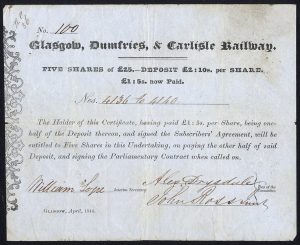 No. 100
Glasgow, Dumfries, & Carlisle Railway.
FIVE SHARES of £25.—DEPOSIT £2:10s. per SHARE,
£1:5s. now Paid.
Nos. 4136 to 4140
The Holder of this Certificate, having paid £1:5s. per Share, being one-
half of the Deposit thereon, and signed the Subscribers' Agreement, will
be entitled to Five Shares in this Undertaking, on paying the other half of said
Deposit, and signing the Parliamentary Contract when called on.
William Interim Secretary.
John Ross
GLASGOW, April,